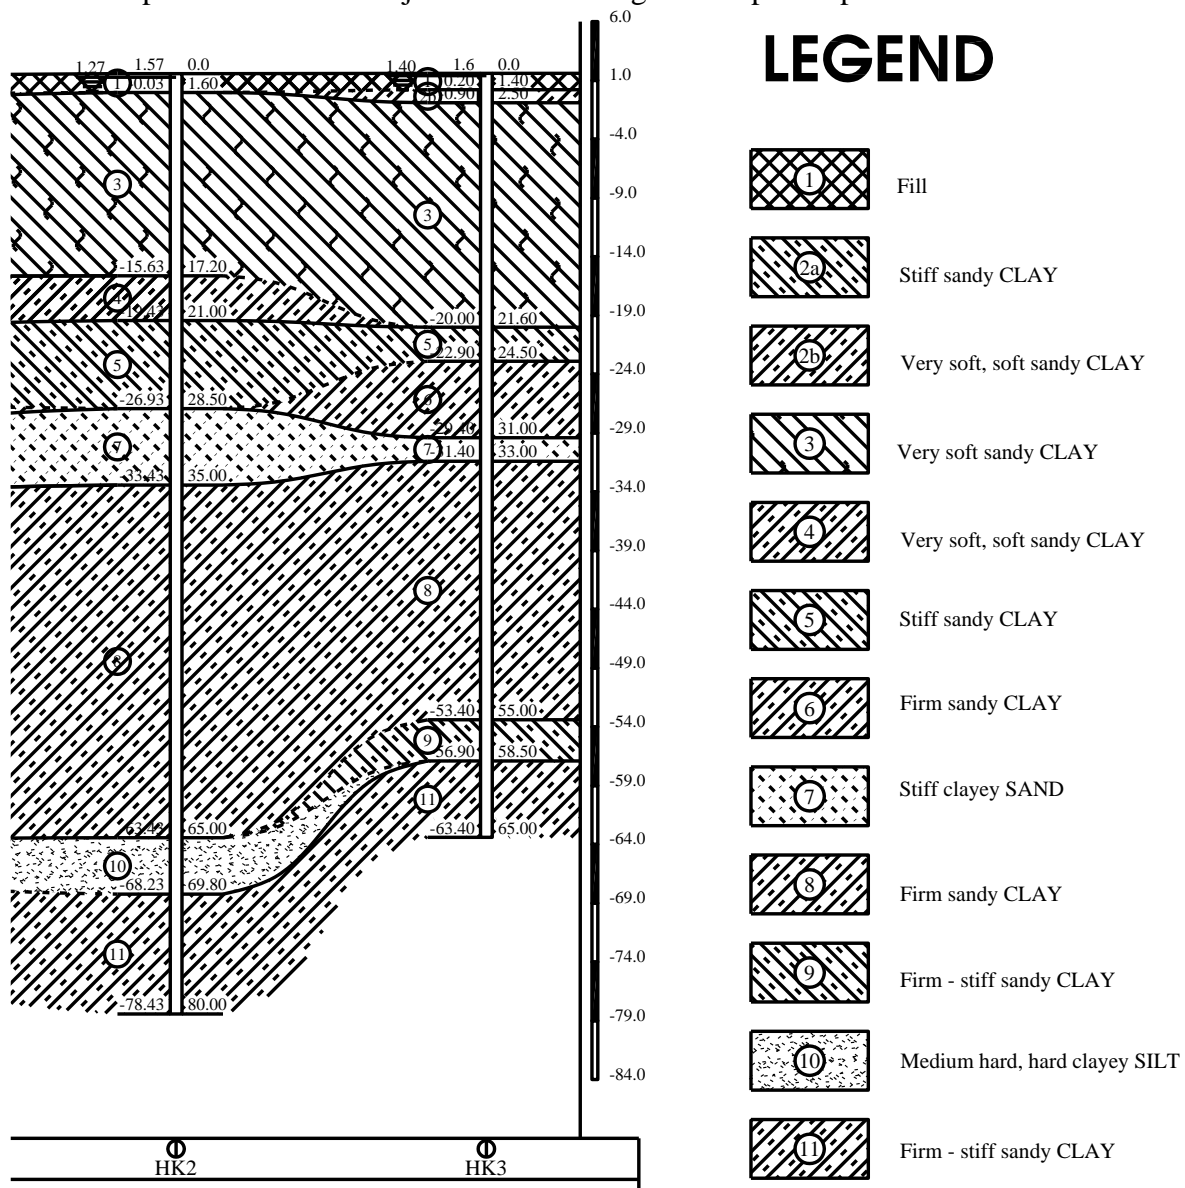 6.0
LEGEND
1.27 1.57 0.0 1.40 1.6 0.0
1.0
1 -0.03 1.60 0.20 1.40
2b -0.90 2.50
-4.0
1 Fill
3 -9.0
3
-14.0
2a Stiff sandy CLAY
-15.63 17.20
4 -19.43 21.00
-19.0
-20.00 21.60
5 -22.90 24.50
2b Very soft, soft sandy CLAY
5 -24.0
-26.93 28.50
6 -29.40 31.00
-29.0
7 7 -31.40 33.00
3 Very soft sandy CLAY
-33.43 35.00
-34.0
-39.0
4 Very soft, soft sandy CLAY
8
-44.0
5 Stiff sandy CLAY
8 -49.0
-53.40 55.00
-54.0
6 Firm sandy CLAY
9 -56.90 58.50
-59.0
7 Stiff clayey SAND
11
-63.43 65.00 -63.40 65.00
-64.0
10
-68.23 69.80
-69.0
8 Firm sandy CLAY
11 -74.0
9 Firm - stiff sandy CLAY
-78.43 80.00
-79.0
10 Medium hard, hard clayey SILT
-84.0
11 Firm - stiff sandy CLAY
HK2 HK3